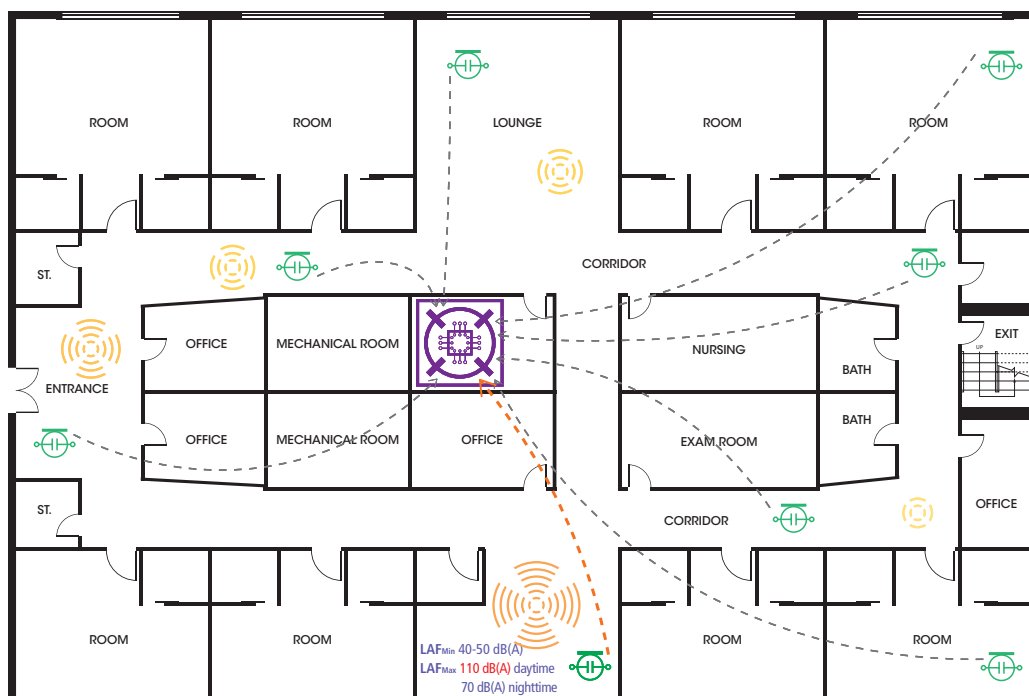 ROOM
ROOM
LOUNGE
ROOM
ROOM
ST.
CORRIDOR
OFFICE
MECHANICAL ROOM
NURSING
BATH
EXIT
UP
ENTRANCE
OFFICE
MECHANICAL ROOM
OFFICE
EXAM ROOM
BATH
ST.
CORRIDOR
OFFICE
ROOM
ROOM
ROOM
ROOM
LAFMin 40-50 dB(A)
LAFMax 110 dB(A) daytime
70 dB(A) nighttime